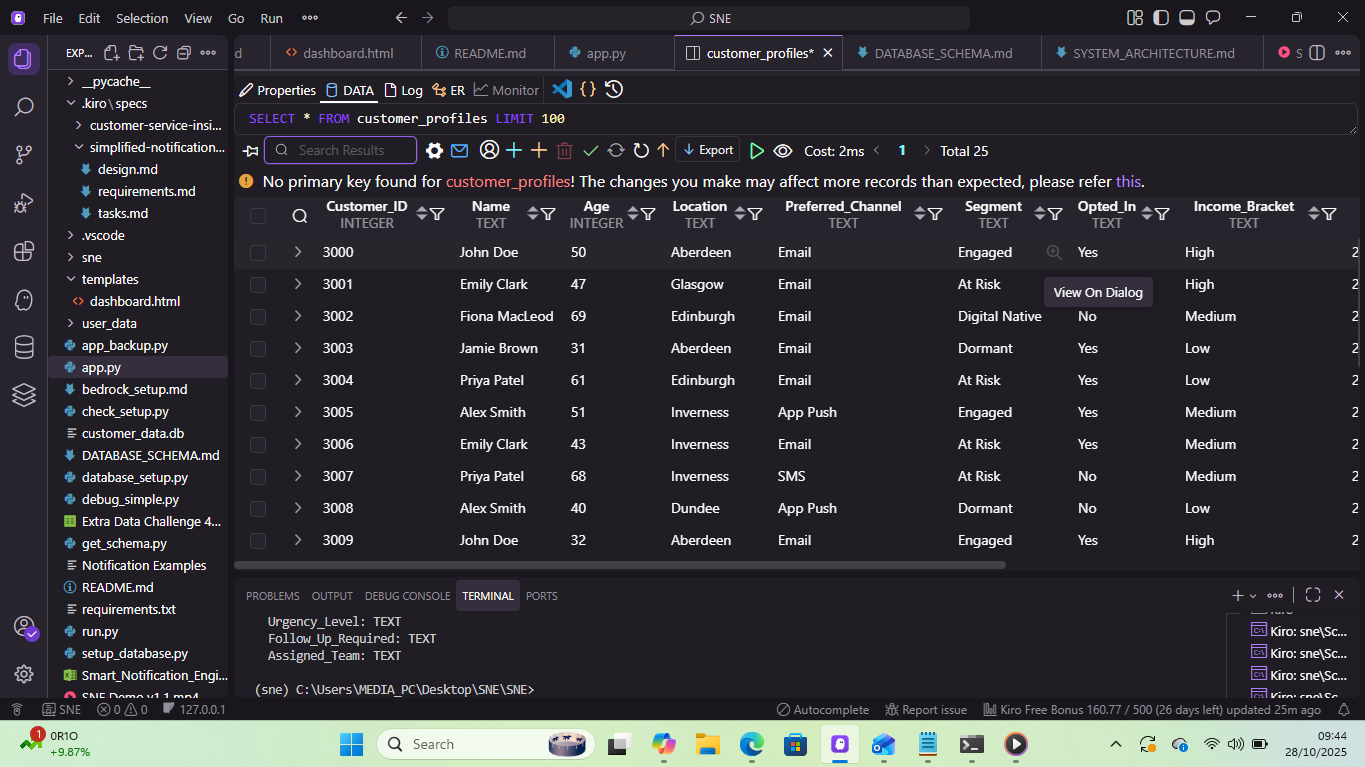 File Edit Selection View Go Run ••• SNE
EXP... d dashboard.html README.md app.py customer_profiles* DATABASE_SCHEMA.md SYSTEM_ARCHITECTURE.md S
__pycache__
.kiro\specs
customer-service-insi...
simplified-notification...
design.md
requirements.md
tasks.md
.vscode
sne
templates
dashboard.html
user_data
app_backup.py
app.py
bedrock_setup.md
check_setup.py
customer_data.db
DATABASE_SCHEMA.md
database_setup.py
debug_simple.py
Extra Data Challenge 4...
get_schema.py
Notification Examples
README.md
requirements.txt
run.py
setup_database.py
Smart_Notification_Engi...
SNE Demo v1.1.mp4
Properties DATA Log ER Monitor
SELECT * FROM customer_profiles LIMIT 100
Search Results Export Cost: 2ms 1 Total 25
No primary key found for customer_profiles! The changes you make may affect more records than expected, please refer this.
Customer_ID Name Age Location Preferred_Channel Segment Opted_In Income_Bracket
INTEGER TEXT INTEGER TEXT TEXT TEXT TEXT TEXT
3000 John Doe 50 Aberdeen Email Engaged Yes High 2
3001 Emily Clark 47 Glasgow Email At Risk High 2
View On Dialog
3002 Fiona MacLeod 69 Edinburgh Email Digital Native No Medium 2
3003 Jamie Brown 31 Aberdeen Email Dormant Yes Low 2
3004 Priya Patel 61 Edinburgh Email At Risk Yes Low 2
3005 Alex Smith 51 Inverness App Push Engaged Yes Medium 2
3006 Emily Clark 43 Inverness Email At Risk Yes Medium 2
3007 Priya Patel 68 Inverness SMS At Risk No Medium 2
3008 Alex Smith 40 Dundee App Push Dormant No Low 2
3009 John Doe 32 Aberdeen Email Engaged Yes High 2
PROBLEMS OUTPUT DEBUG CONSOLE TERMINAL PORTS
Urgency_Level: TEXT
Follow_Up_Required: TEXT
Assigned_Team: TEXT
(sne) C:\Users\MEDIA_PC\Desktop\SNE\SNE>
Kiro
Kiro: sne\Sc...
Kiro: sne\Sc...
Kiro: sne\Sc...
Kiro: sne\Sc...
SNE 0 0 127.0.0.1 Autocomplete Report issue Kiro Free Bonus 160.77 / 500 (26 days left) updated 25m ago
1 0R1O
+9.87%
Search
09:44
28/10/2025